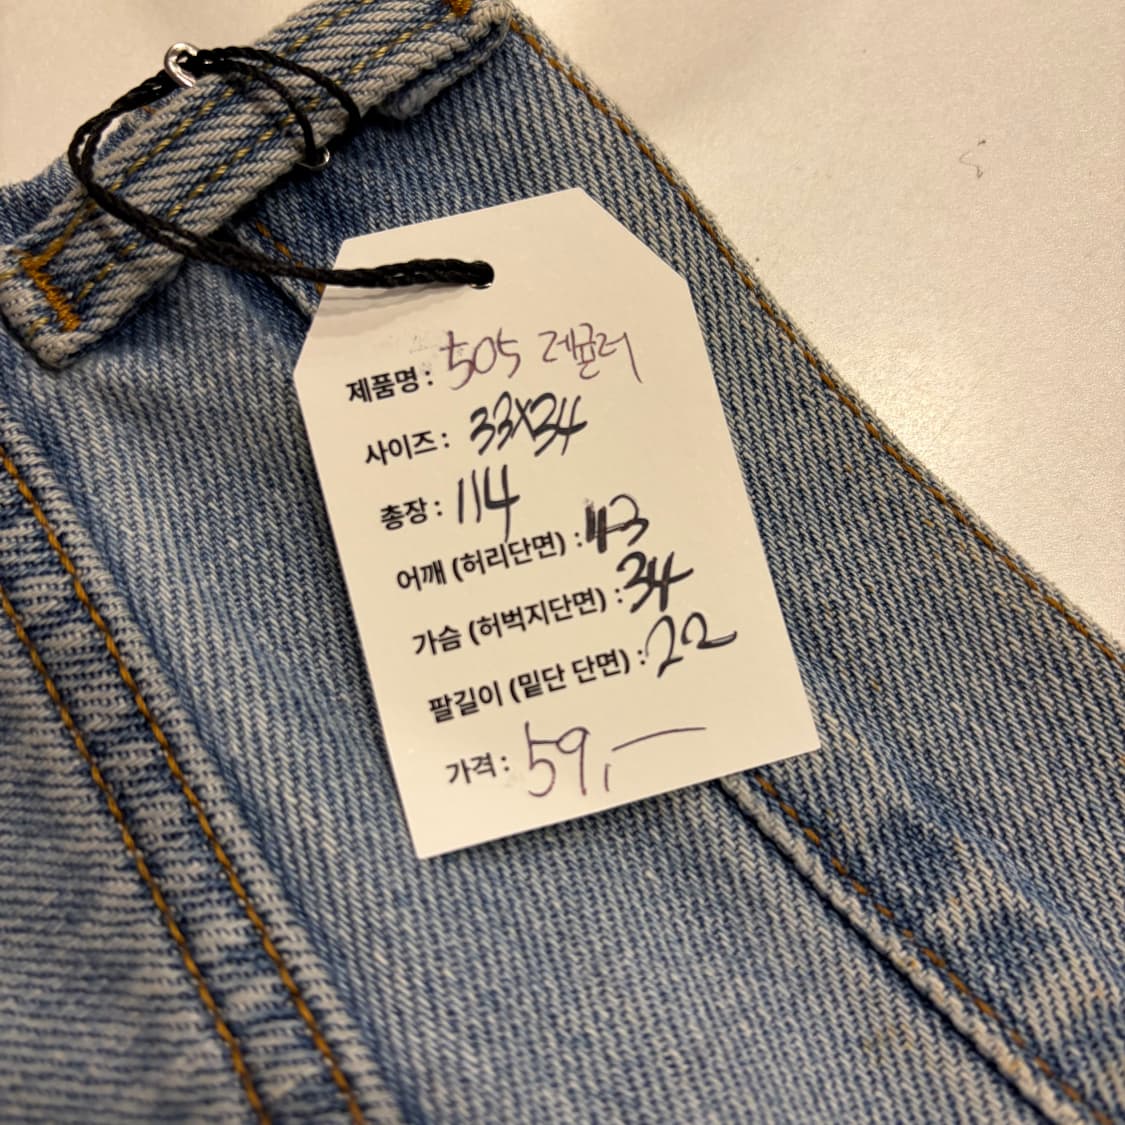 제품명 : 505 레귤러
사이즈 : 33x34
총장 : 114
어깨 (허리단면) : 43
가슴 (허벅지단면) : 34
팔길이 (밑단 단면) : 22
가격 : 59,—